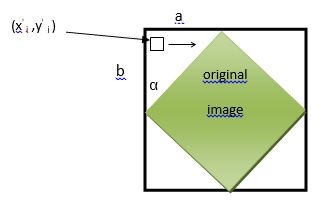 a
(x'ᵢ ,y'ᵢ)
b
α
original
image